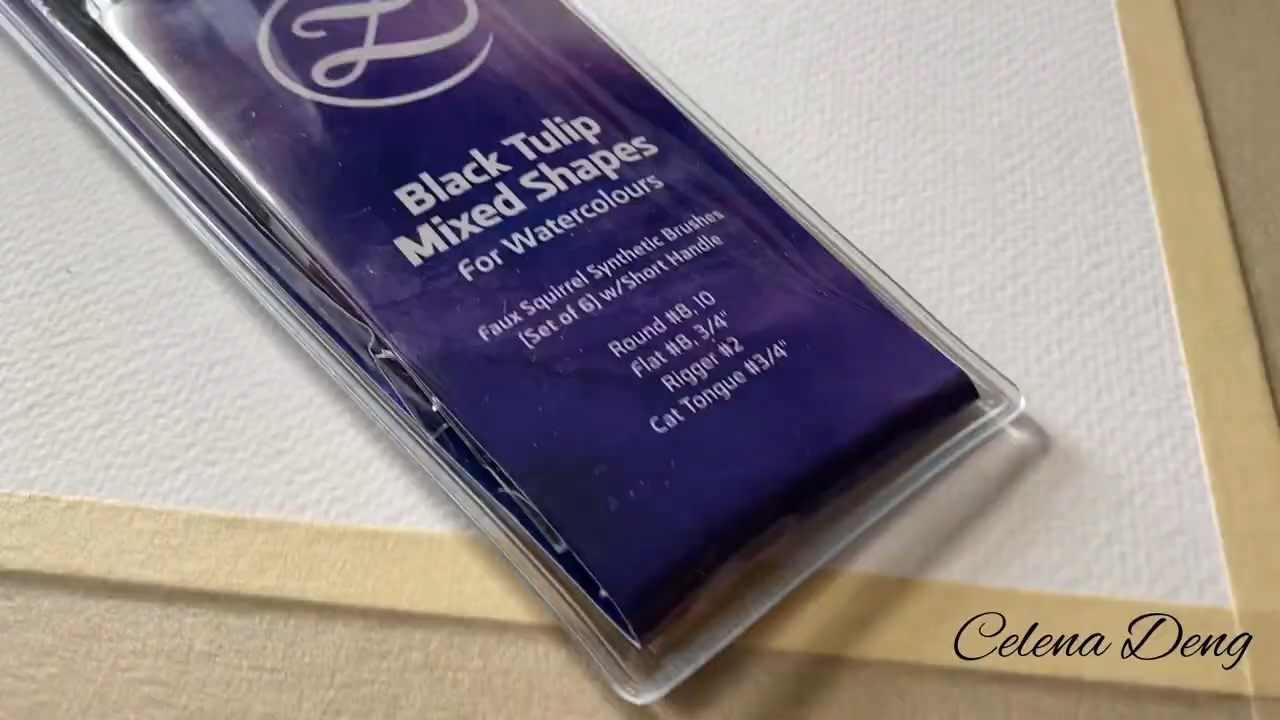 Black Tulip
Mixed Shapes
for Watercolours
Faux Squirrel Synthetic Brushes
(Set of 6) w/Short Handle
Round #8, 10
Flat #8, 3/4"
Rigger #2
Cat Tongue #3/4"
Celena Deng